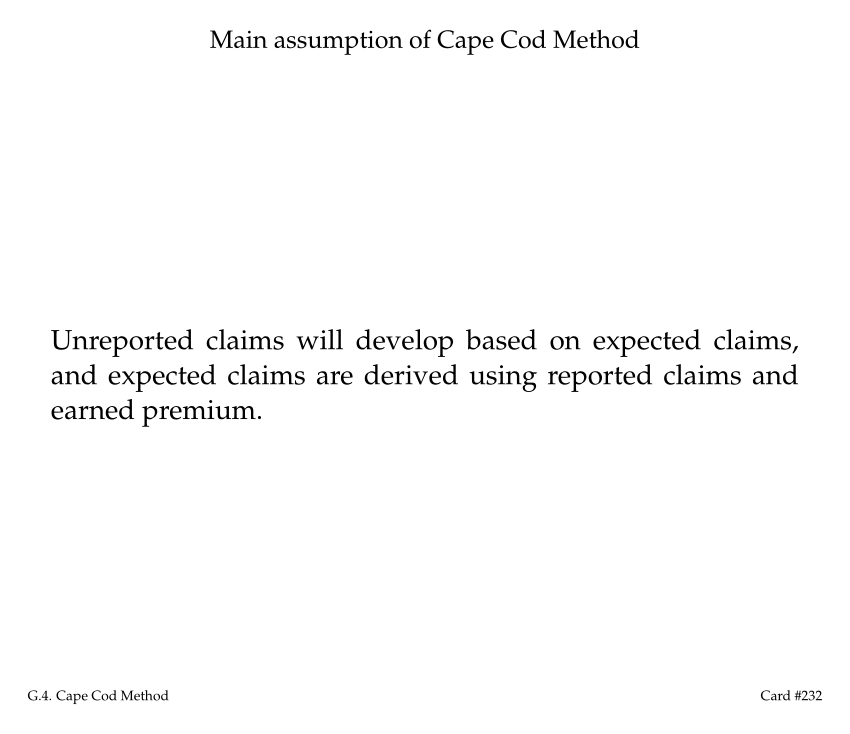 Main assumption of Cape Cod Method
Unreported claims will develop based on expected claims,
and expected claims are derived using reported claims and
earned premium.
G.4. Cape Cod Method
Card #232